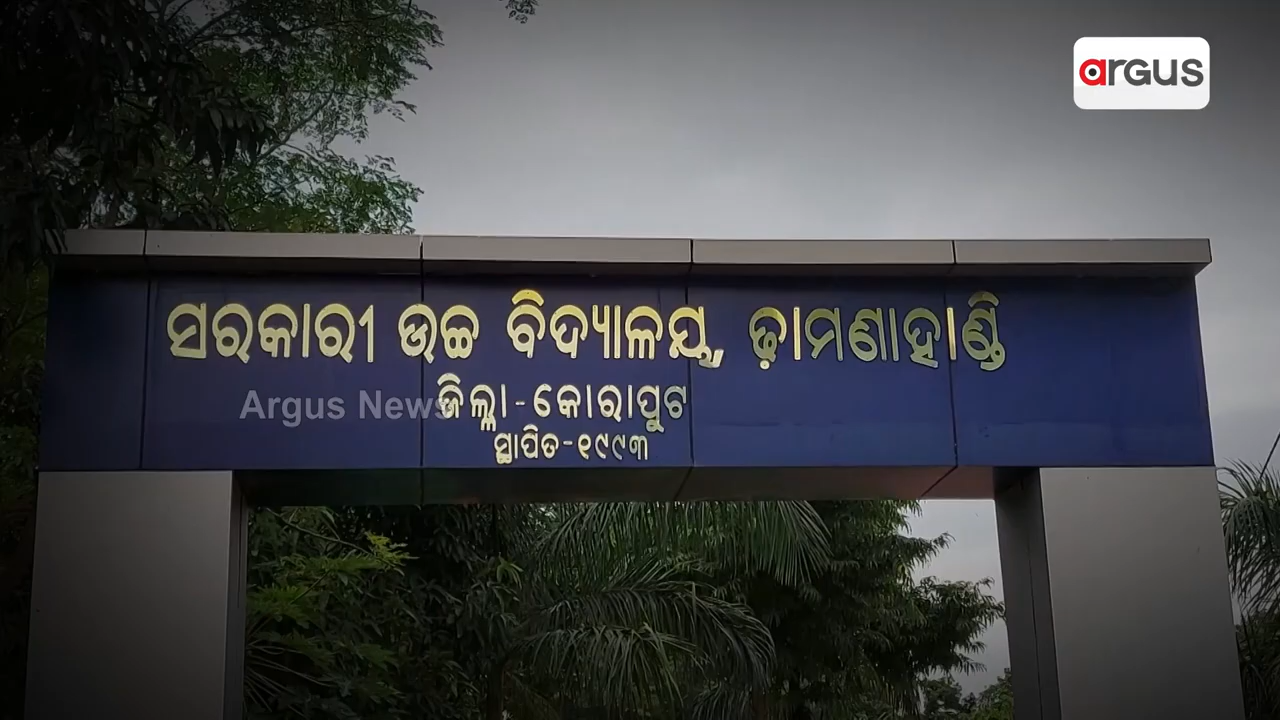 argus
ସରକାରୀ ଉଚ୍ଚ ବିଦ୍ୟାଳୟ, ଢ଼ାମଣାହାଣ୍ଡି
Argus News
ଜିଲ୍ଲା-କୋରାପୁଟ
ସ୍ଥାପିତ-୧୯୯୩